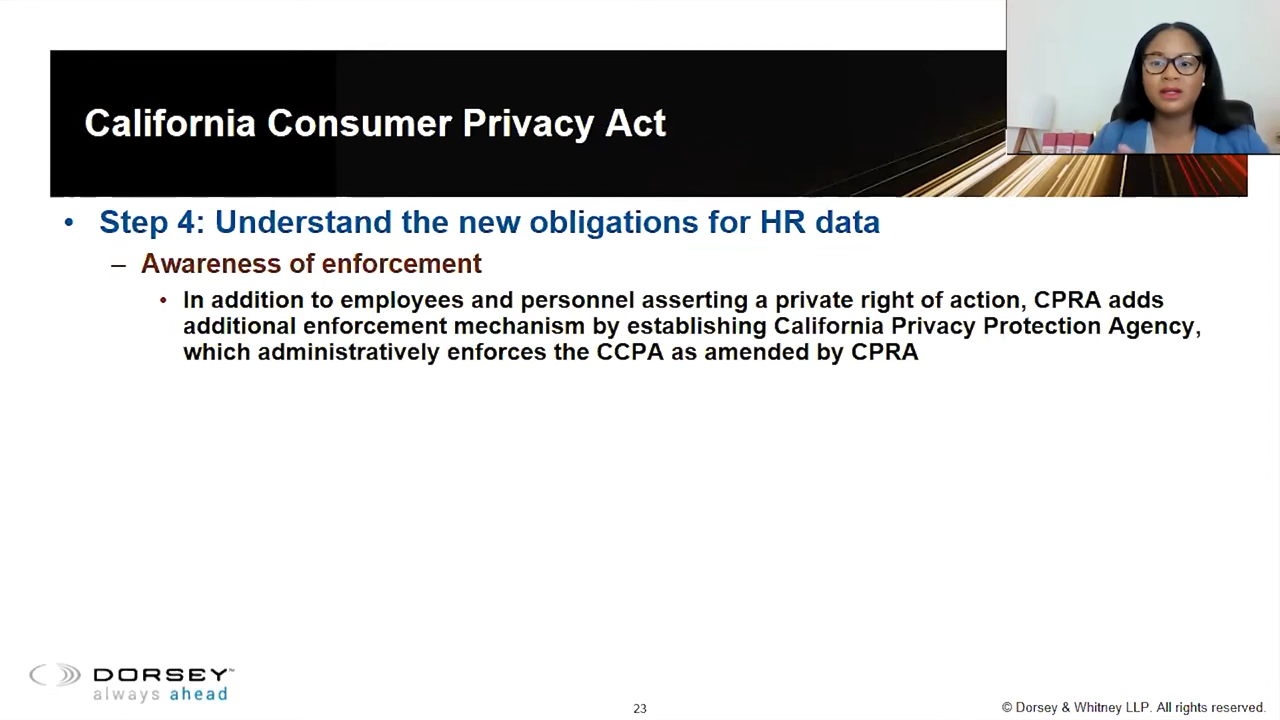 California Consumer Privacy Act
• Step 4: Understand the new obligations for HR data
– Awareness of enforcement
• In addition to employees and personnel asserting a private right of action, CPRA adds
additional enforcement mechanism by establishing California Privacy Protection Agency,
which administratively enforces the CCPA as amended by CPRA
DORSEY™
always ahead
23
© Dorsey & Whitney LLP. All rights reserved.